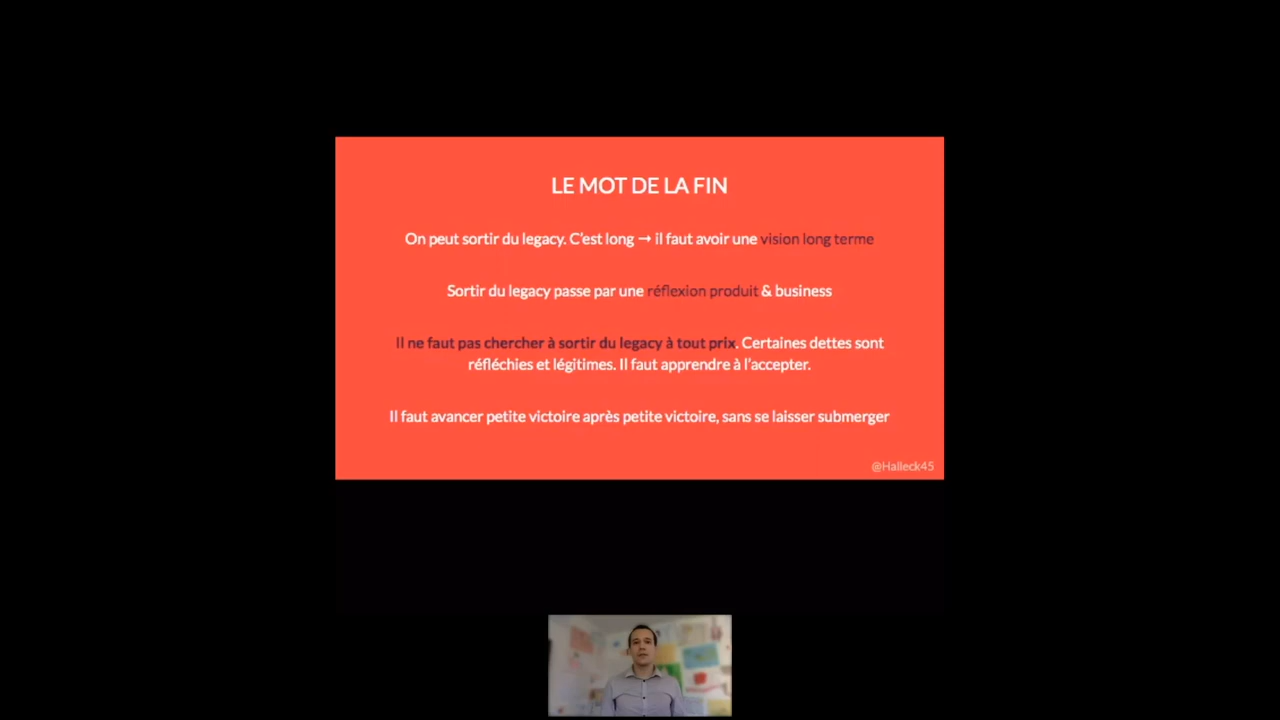 LE MOT DE LA FIN
On peut sortir du legacy. C'est long → il faut avoir une vision long terme
Sortir du legacy passe par une réflexion produit & business
Il ne faut pas chercher à sortir du legacy à tout prix. Certaines dettes sont
réfléchies et légitimes. Il faut apprendre à l'accepter.
Il faut avancer petite victoire après petite victoire, sans se laisser submerger
@Halleck45